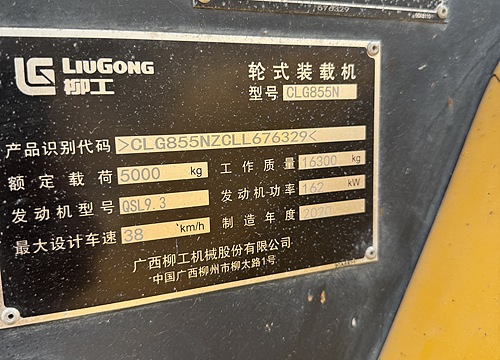 676329
LIUGONG
柳工
轮式装载机
型号 CLG855N
产品识别代码 >CLG855NZCLL676329<
额定载荷 5000 kg 工作质量 16300 kg
发动机型号 QSL9.3 发动机功率 162 kW
最大设计车速 38 km/h 制造年度 2020
广西柳工机械股份有限公司
中国广西柳州市柳太路1号